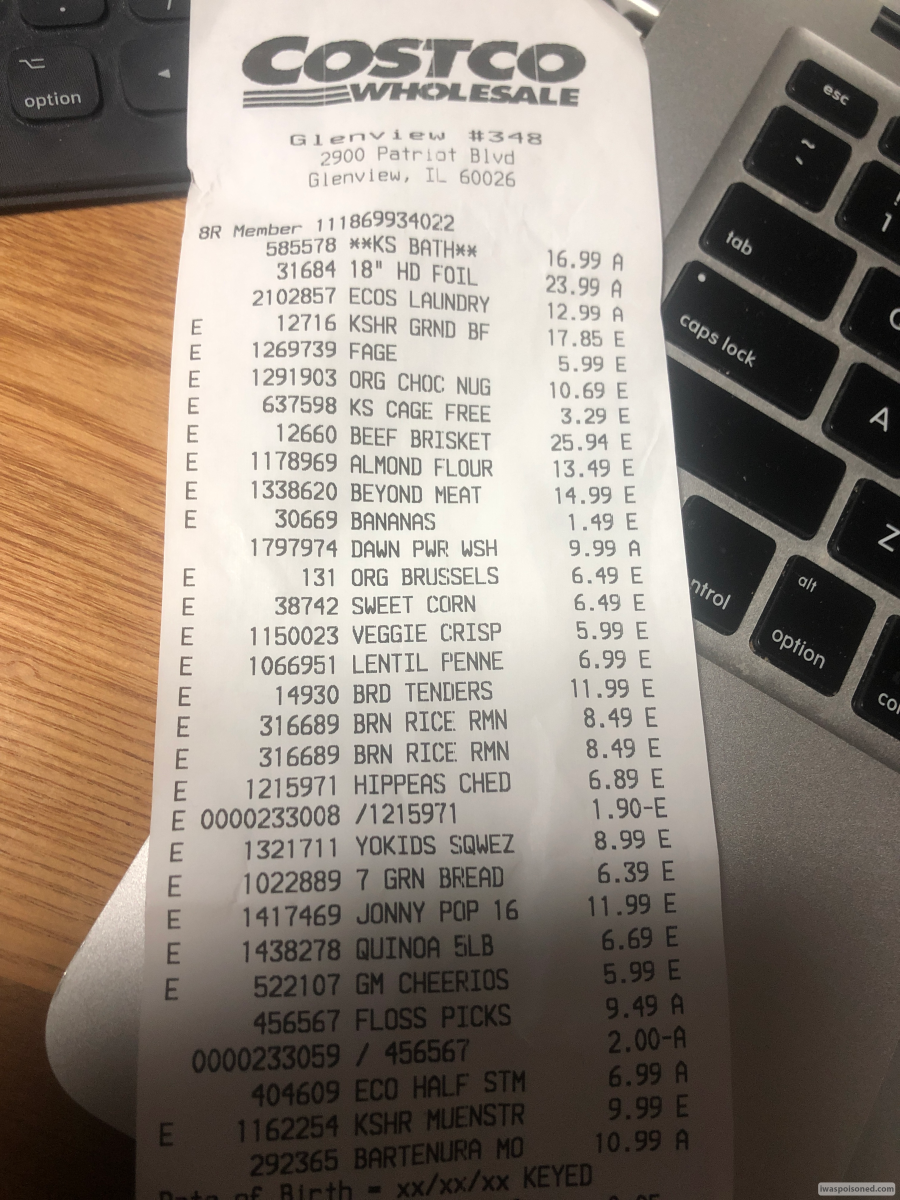 COSTCO
WHOLESALE
Glenview #348
2900 Patriot Blvd
Glenview, IL 60026
8R Member 111869934022
585578 **KS BATH** 16.99 A
31684 18" HD FOIL 23.99 A
2102857 ECOS LAUNDRY 12.99 A
E 12716 KSHR GRND BF 17.85 E
E 1269739 FAGE 5.99 E
E 1291903 ORG CHOC NUG 10.69 E
E 637598 KS CAGE FREE 3.29 E
E 12660 BEEF BRISKET 25.94 E
E 1178969 ALMOND FLOUR 13.49 E
E 1338620 BEYOND MEAT 14.99 E
E 30669 BANANAS 1.49 E
1797974 DAWN PWR WSH 9.99 A
E 131 ORG BRUSSELS 6.49 E
E 38742 SWEET CORN 6.49 E
E 1150023 VEGGIE CRISP 5.99 E
E 1066951 LENTIL PENNE 6.99 E
E 14930 BRD TENDERS 11.99 E
E 316689 BRN RICE RMN 8.49 E
E 316689 BRN RICE RMN 8.49 E
E 1215971 HIPPEAS CHED 6.89 E
E 0000233008 /1215971 1.90-E
E 1321711 YOKIDS SQWEZ 8.99 E
E 1022889 7 GRN BREAD 6.39 E
E 1417469 JONNY POP 16 11.99 E
E 1438278 QUINOA 5LB 6.69 E
E 522107 GM CHEERIOS 5.99 E
456567 FLOSS PICKS 9.49 A
0000233059 / 456567 2.00-A
404609 ECO HALF STM 6.99 A
E 1162254 KSHR MUENSTR 9.99 E
292365 BARTENURA MO 10.99 A
of Birth = xx/xx/xx KEYED
option
esc
~
!
1
tab
caps lock
A
Z
alt
option
iwaspoisoned.com